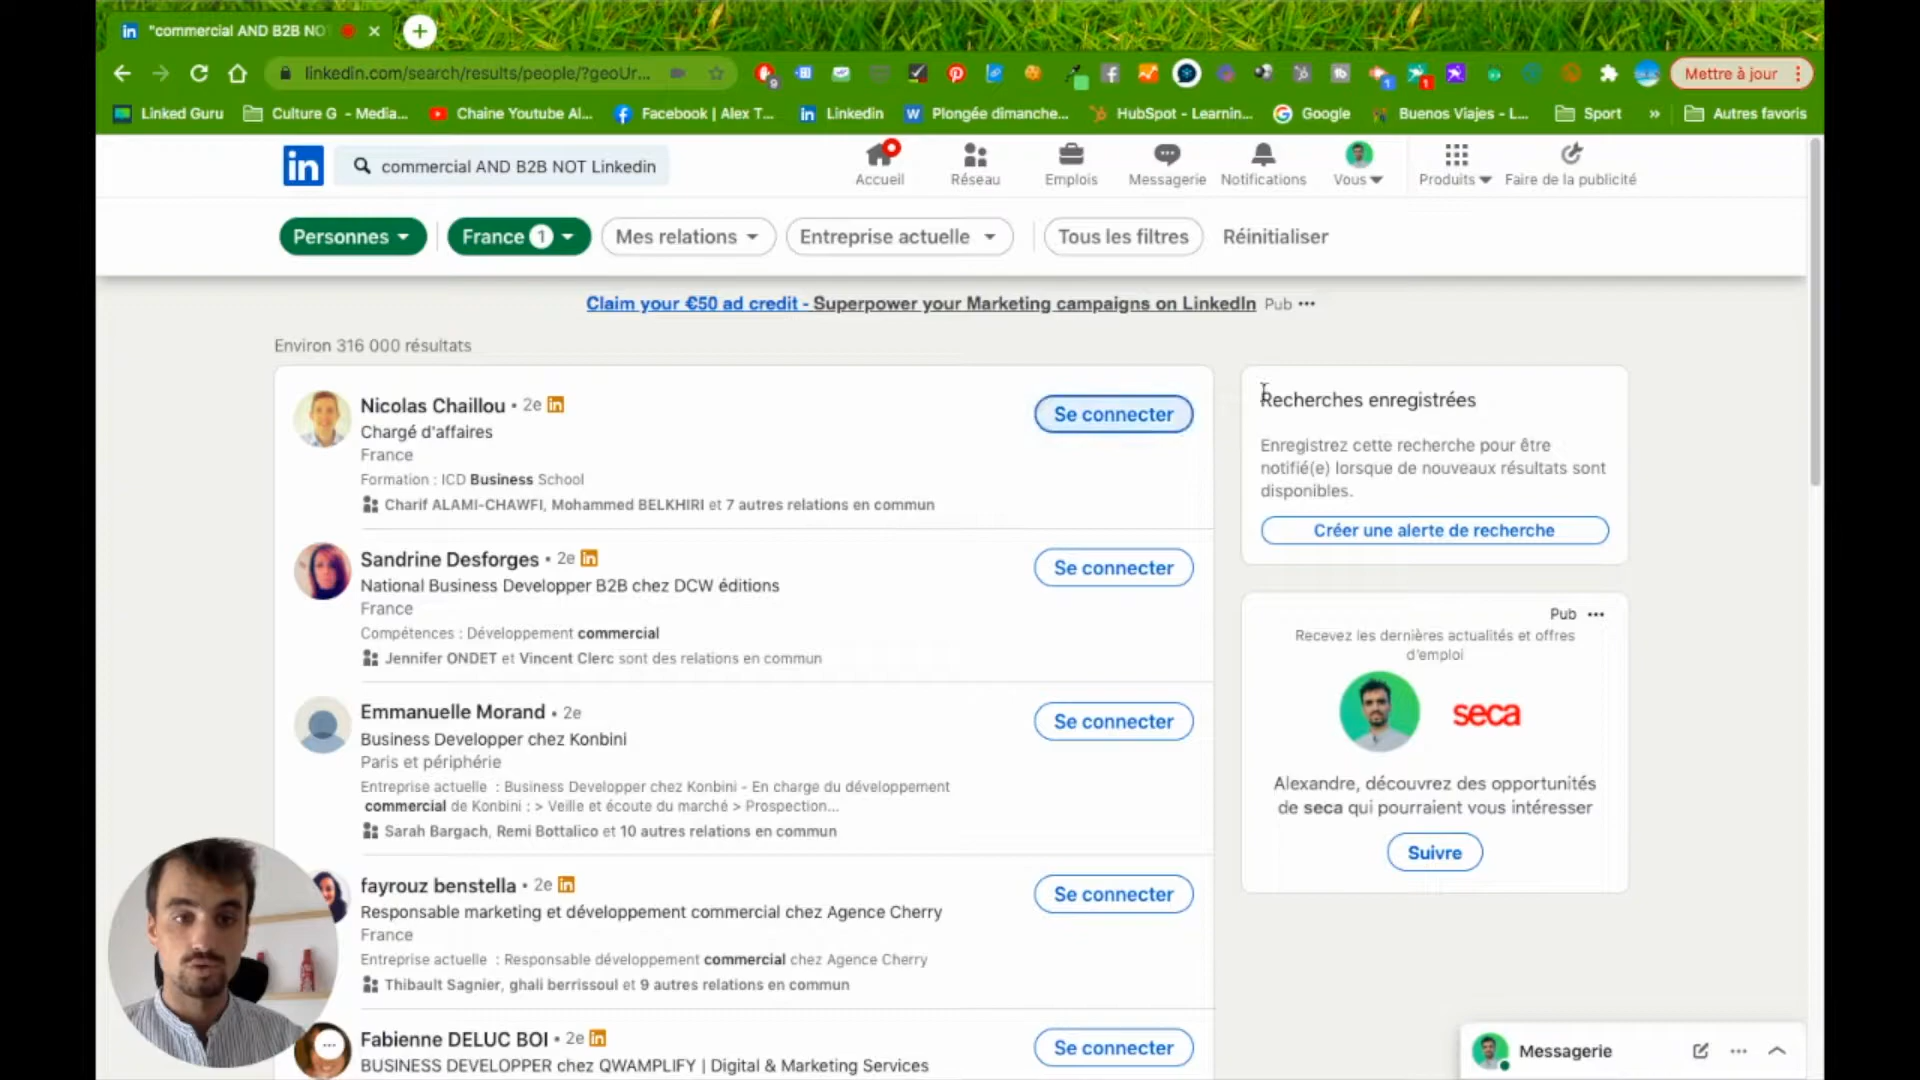 "commercial AND B2B NO
linkedin.com/search/results/people/?geoUr...
Mettre à jour
Linked Guru
Culture G - Media...
Chaine Youtube Al...
Facebook | Alex T...
Linkedin
Plongée dimanche...
HubSpot - Learnin...
Google
Buenos Viajes - L...
Sport
»
Autres favoris
commercial AND B2B NOT Linkedin
Accueil
Réseau
Emplois
Messagerie
Notifications
Vous
Produits
Faire de la publicité
Personnes
France 1
Mes relations
Entreprise actuelle
Tous les filtres
Réinitialiser
Claim your €50 ad credit - Superpower your Marketing campaigns on LinkedIn Pub
Environ 316 000 résultats
Nicolas Chaillou • 2e in
Chargé d'affaires
France
Formation : ICD Business School
Charif ALAMI-CHAWFI, Mohammed BELKHIRI et 7 autres relations en commun
Se connecter
Sandrine Desforges • 2e in
National Business Developper B2B chez DCW éditions
France
Compétences : Développement commercial
Jennifer ONDET et Vincent Clerc sont des relations en commun
Se connecter
Emmanuelle Morand • 2e
Business Developper chez Konbini
Paris et périphérie
Entreprise actuelle : Business Developper chez Konbini - En charge du développement
commercial de Konbini : > Veille et écoute du marché > Prospection...
Sarah Bargach, Remi Bottalico et 10 autres relations en commun
Se connecter
fayrouz benstella • 2e in
Responsable marketing et développement commercial chez Agence Cherry
France
Entreprise actuelle : Responsable développement commercial chez Agence Cherry
Thibault Sagnier, ghali berrissoul et 9 autres relations en commun
Se connecter
Fabienne DELUC BOI • 2e in
BUSINESS DEVELOPPER chez QWAMPLIFY | Digital & Marketing Services
Se connecter
Recherches enregistrées
Enregistrez cette recherche pour être
notifié(e) lorsque de nouveaux résultats sont
disponibles.
Créer une alerte de recherche
Pub
Recevez les dernières actualités et offres
d'emploi
seca
Alexandre, découvrez des opportunités
de seca qui pourraient vous intéresser
Suivre
Messagerie